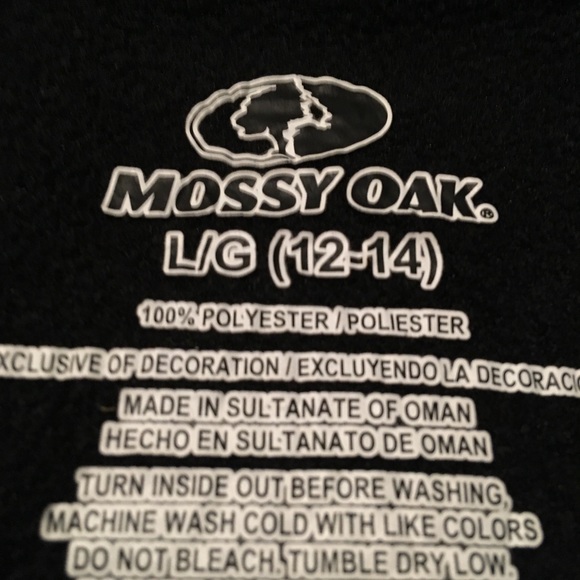 MOSSY OAK®
L/G (12-14)
100% POLYESTER / POLIESTER
XCLUSIVE OF DECORATION / EXCLUYENDO LA DECORACI
MADE IN SULTANATE OF OMAN
HECHO EN SULTANATO DE OMAN
TURN INSIDE OUT BEFORE WASHING,
MACHINE WASH COLD WITH LIKE COLORS
DO NOT BLEACH. TUMBLE DRY LOW.